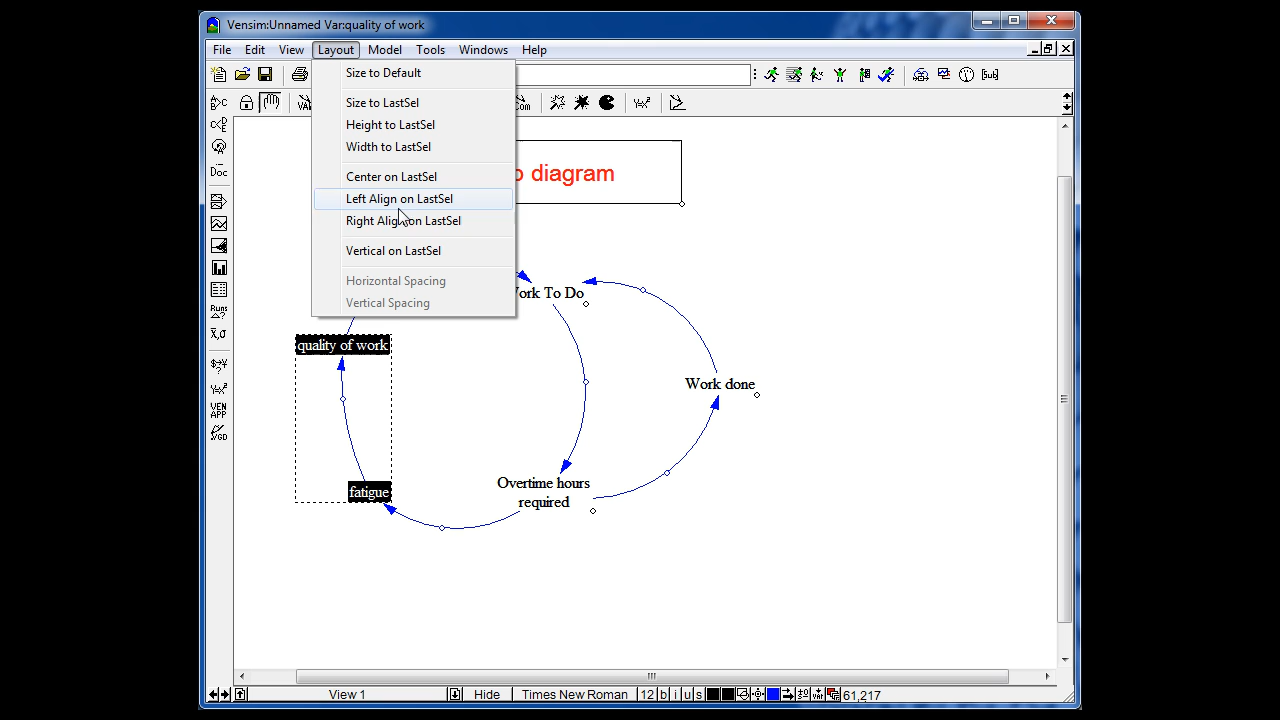 Vensim:Unnamed Var:quality of work
File Edit View Layout Model Tools Windows Help
Size to Default
Size to LastSel
Height to LastSel
Width to LastSel
Center on LastSel
Left Align on LastSel
Right Align on LastSel
Vertical on LastSel
Horizontal Spacing
Vertical Spacing
diagram
Work To Do
quality of work
Work done
fatigue
Overtime hours
required
Doc
Runs
VEN
APP
View 1 Hide Times New Roman 12 b i u s 61,217